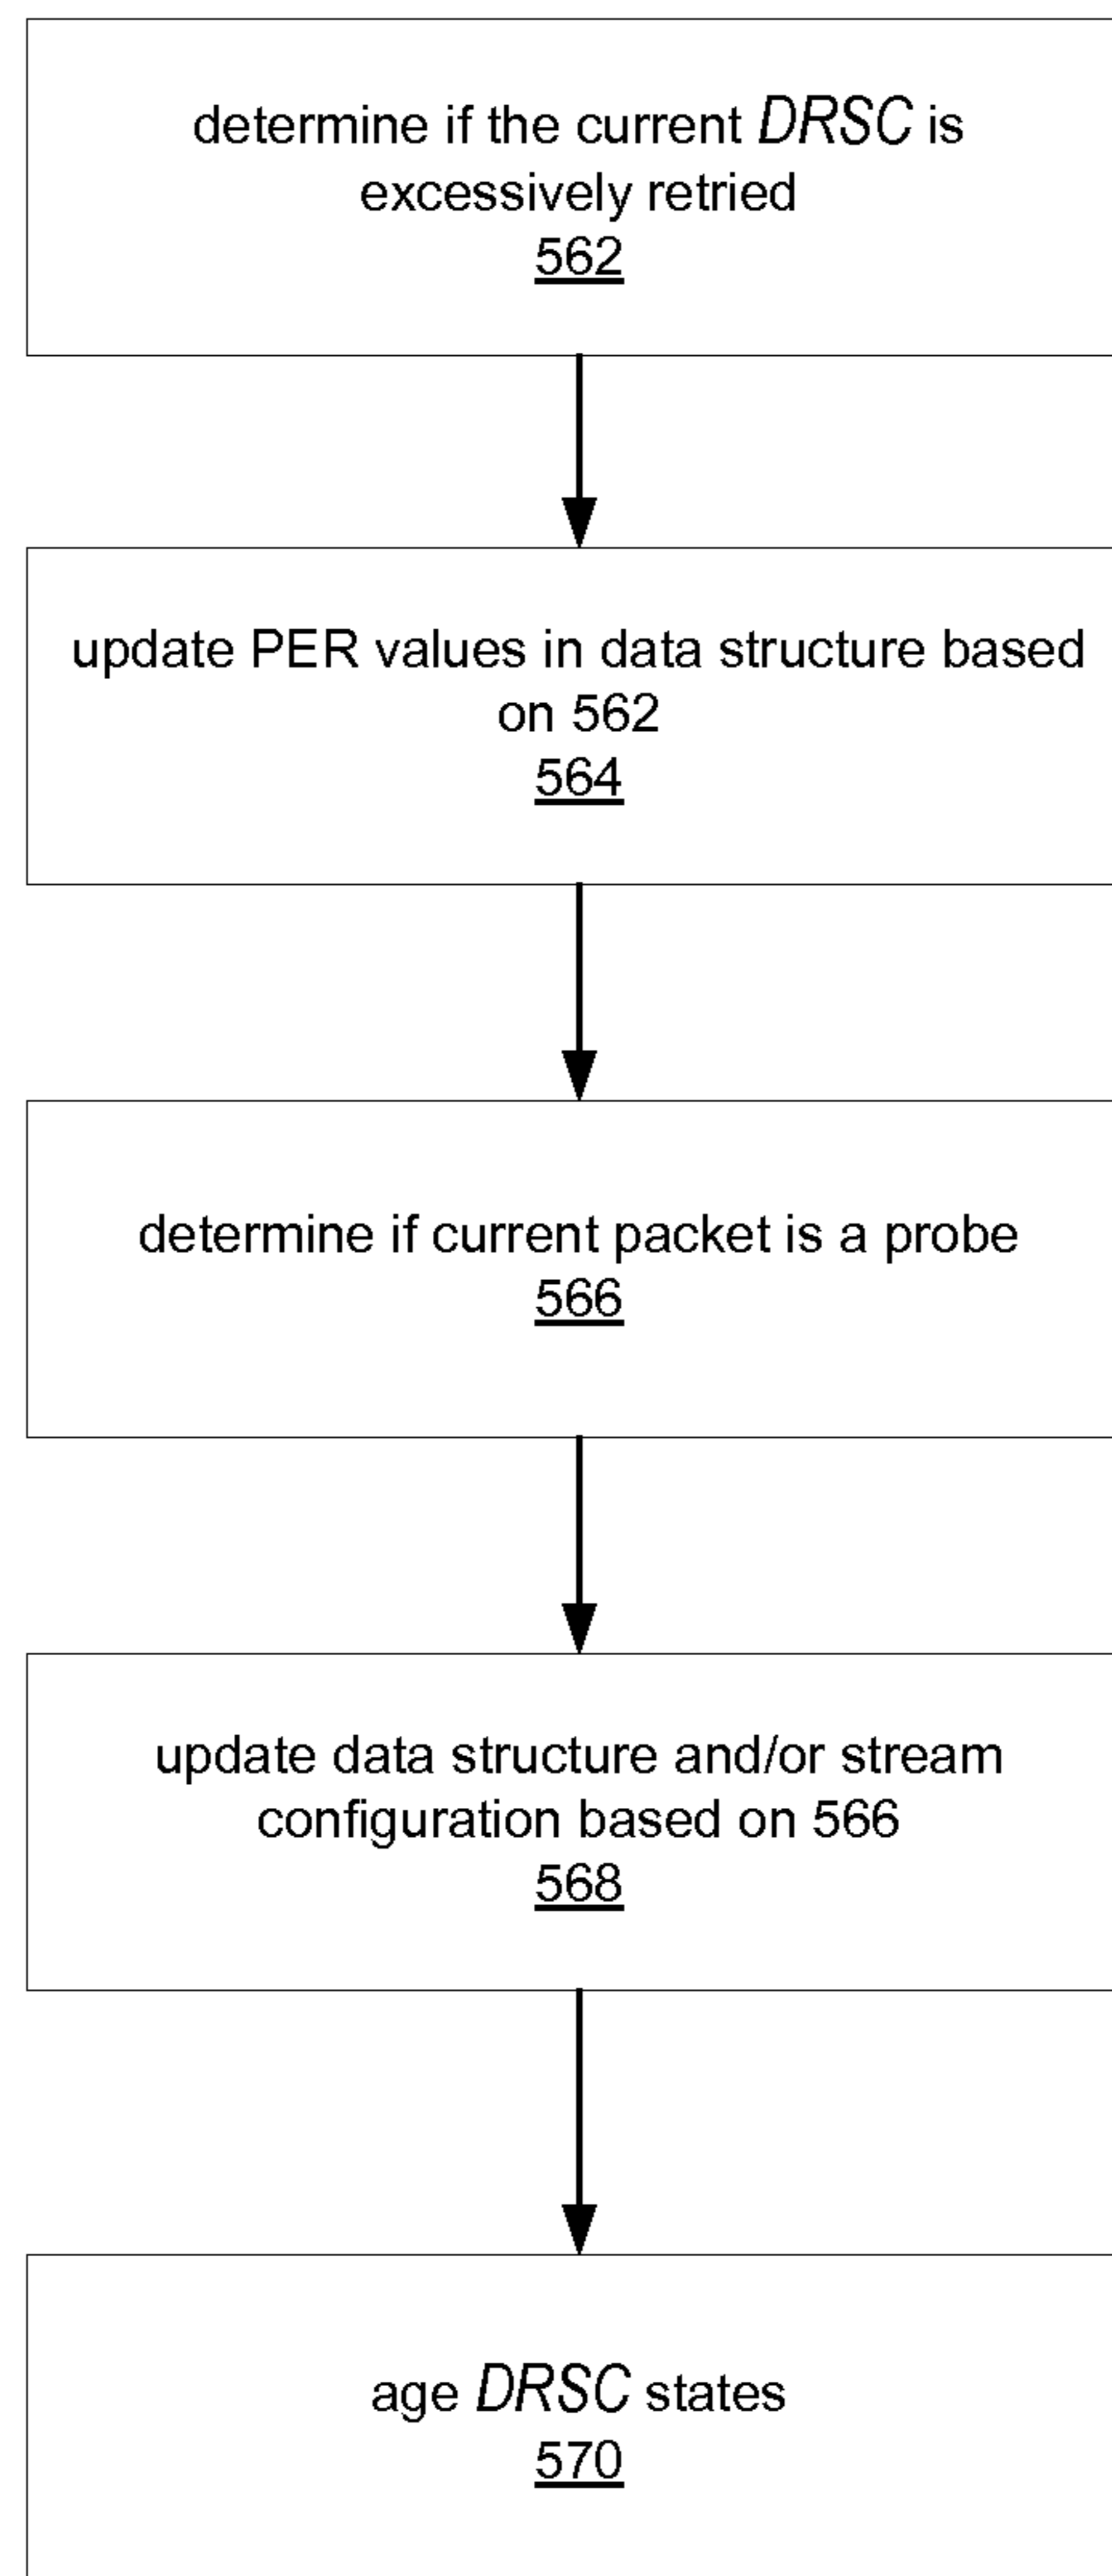 determine if the current DRSC is
excessively retried
562
update PER values in data structure based
on 562
564
determine if current packet is a probe
566
update data structure and/or stream
configuration based on 566
568
age DRSC states
570